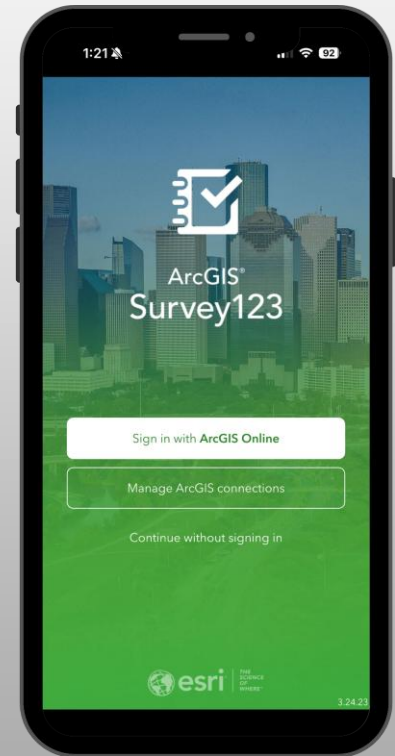 1:21
92
ArcGIS®
Survey123
Sign in with ArcGIS Online
Manage ArcGIS connections
Continue without signing in
esri
THE
SCIENCE
OF
WHERE®
3.24.23